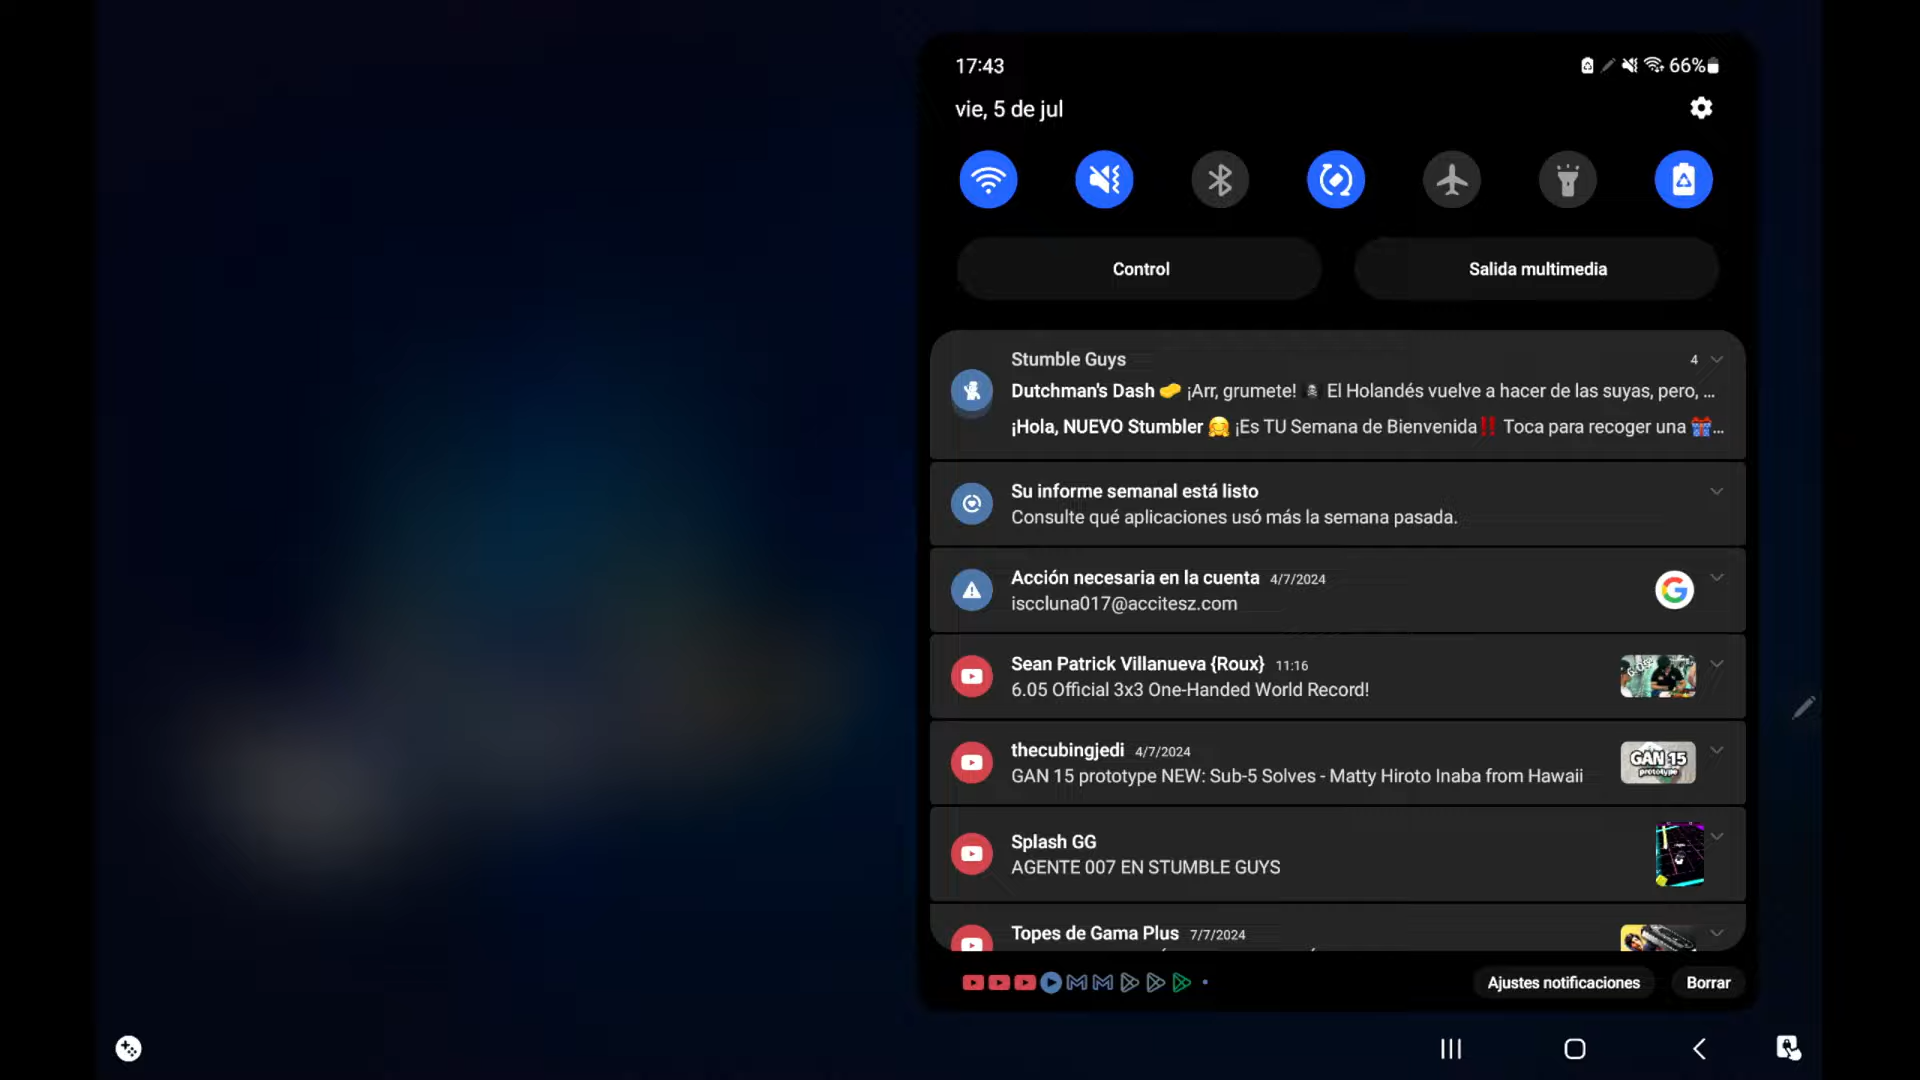 17:43
66%
vie, 5 de jul
Control
Salida multimedia
Stumble Guys
4
Dutchman's Dash 🧽 ¡Arr, grumete! ☠ El Holandés vuelve a hacer de las suyas, pero, ...
¡Hola, NUEVO Stumbler 🤗 ¡Es TU Semana de Bienvenida‼️ Toca para recoger una 🎁...
Su informe semanal está listo
Consulte qué aplicaciones usó más la semana pasada.
Acción necesaria en la cuenta 4/7/2024
isccluna017@accitesz.com
Sean Patrick Villanueva {Roux} 11:16
6.05 Official 3x3 One-Handed World Record!
thecubingjedi 4/7/2024
GAN 15 prototype NEW: Sub-5 Solves - Matty Hiroto Inaba from Hawaii
GAN 15
prototype
Splash GG
AGENTE 007 EN STUMBLE GUYS
Topes de Gama Plus 7/7/2024
Ajustes notificaciones
Borrar